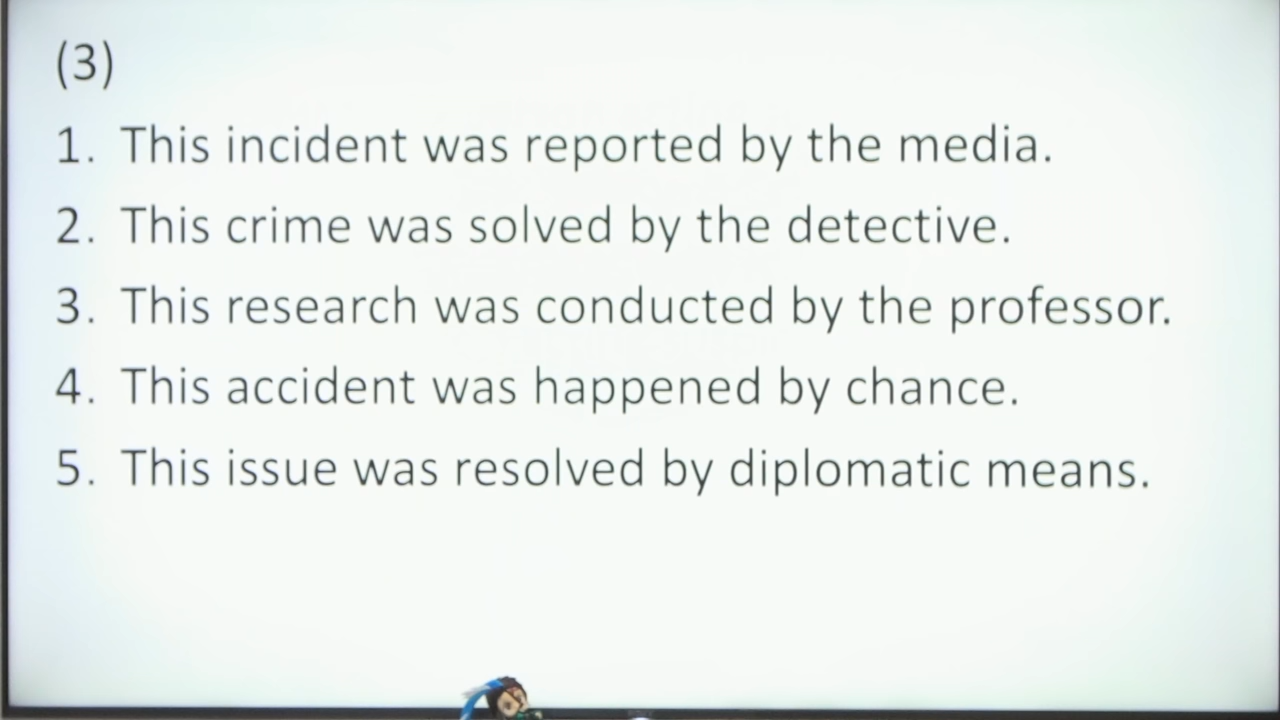 (3)
1. This incident was reported by the media.
2. This crime was solved by the detective.
3. This research was conducted by the professor.
4. This accident was happened by chance.
5. This issue was resolved by diplomatic means.